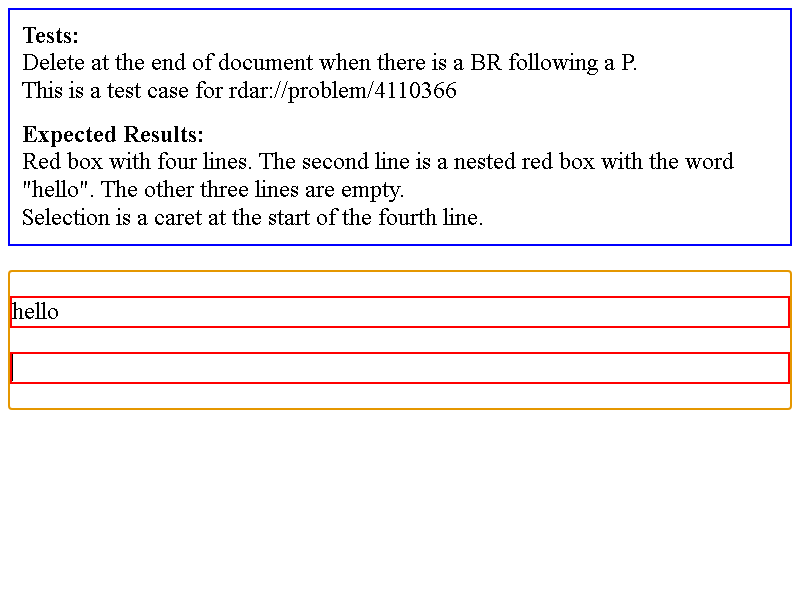 Tests:
Delete at the end of document when there is a BR following a P.
This is a test case for rdar://problem/4110366
Expected Results:
Red box with four lines. The second line is a nested red box with the word
"hello". The other three lines are empty.
Selection is a caret at the start of the fourth line.
hello